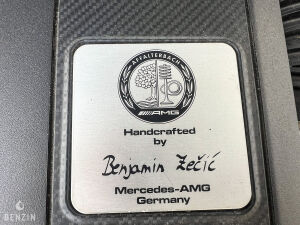 AFFALTERBACH
AMG
Handcrafted
by
Benjamin Zečić
Mercedes-AMG
Germany
BENZIN